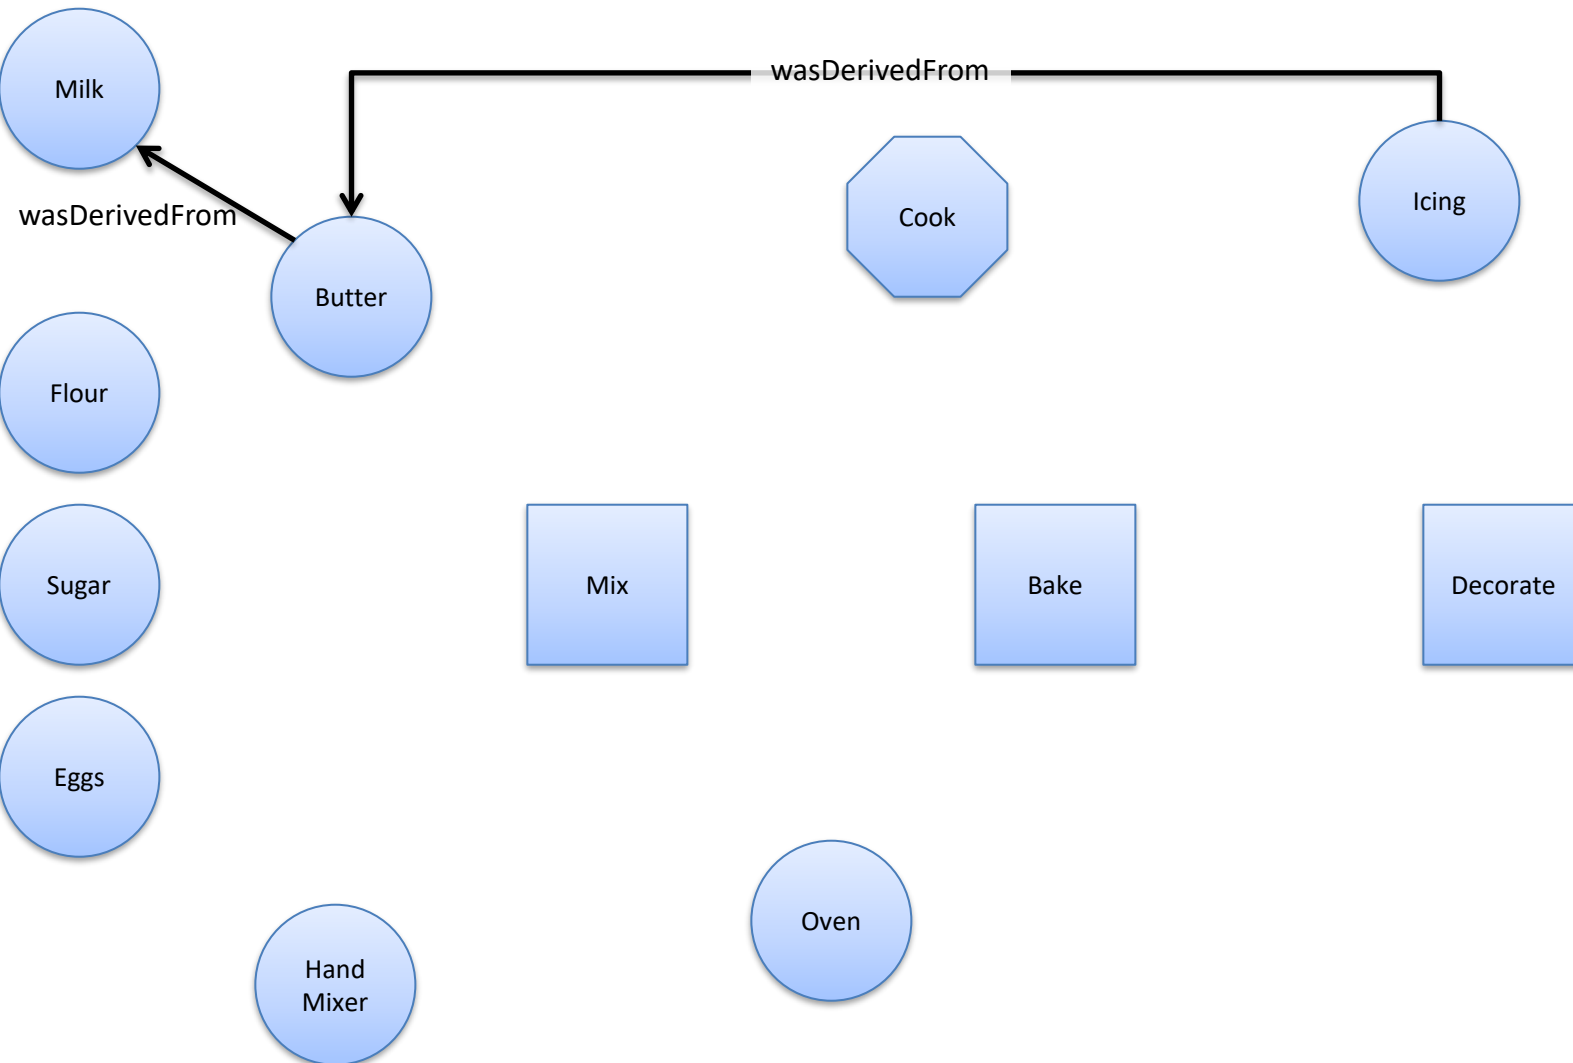 Milk
wasDerivedFrom
wasDerivedFrom
Cook
Icing
Butter
Flour
Sugar
Mix
Bake
Decorate
Eggs
Oven
Hand
Mixer